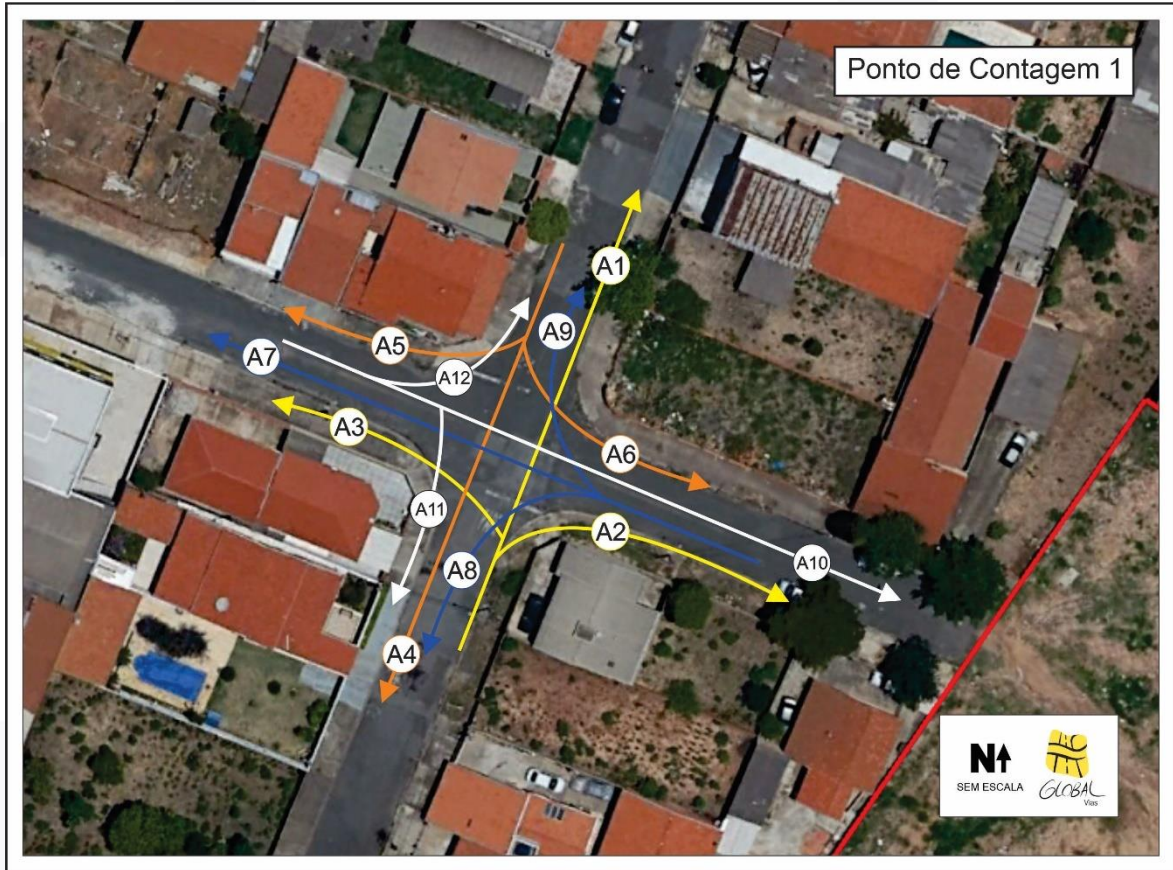 Ponto de Contagem 1
A1
A9
A5
A7
A12
A3
A6
A11
A2
A8
A10
A4
N
SEM ESCALA
GLOBAL
Vias